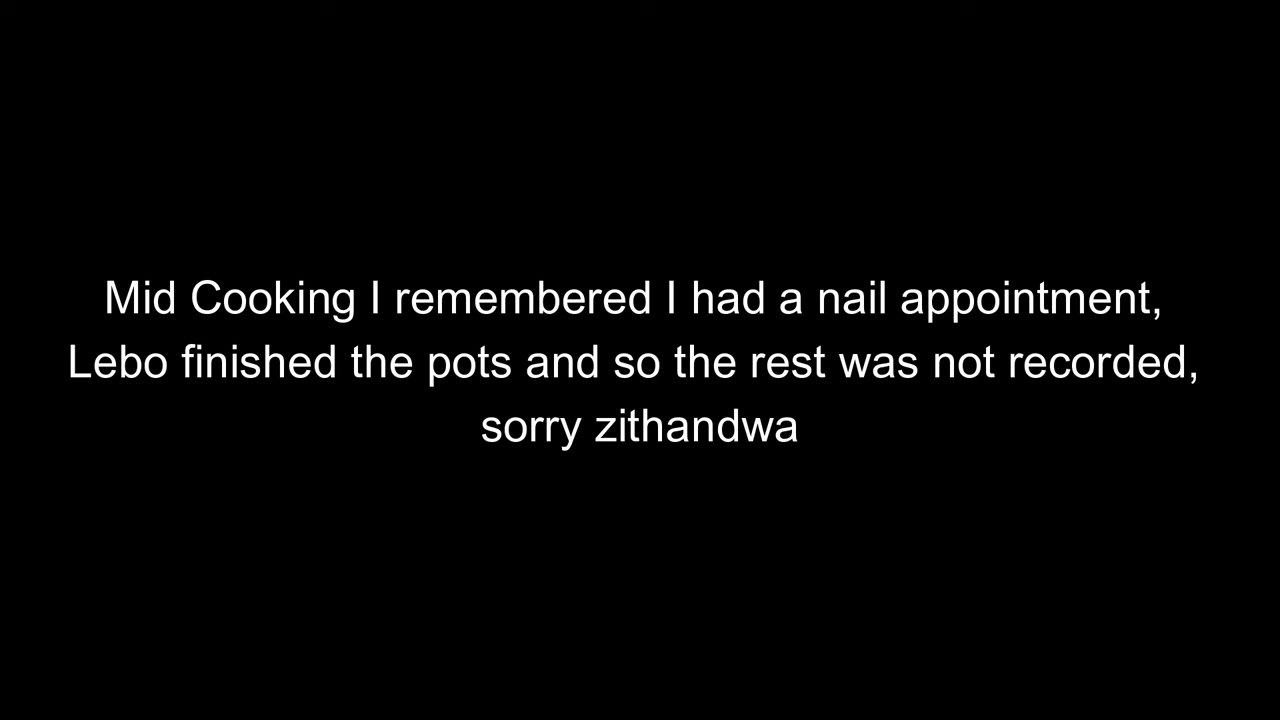 Mid Cooking I remembered I had a nail appointment,
Lebo finished the pots and so the rest was not recorded,
sorry zithandwa